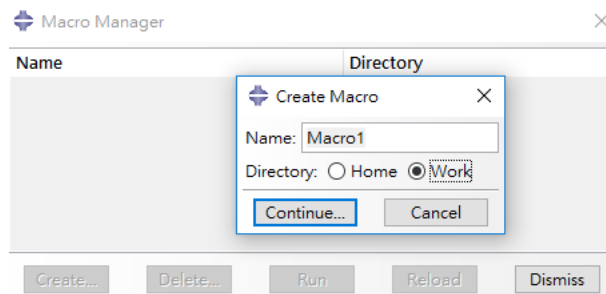 Macro Manager
Name Directory
Create Macro
Name: Macro1
Directory: Home Work
Continue... Cancel
Create... Delete... Run Reload Dismiss